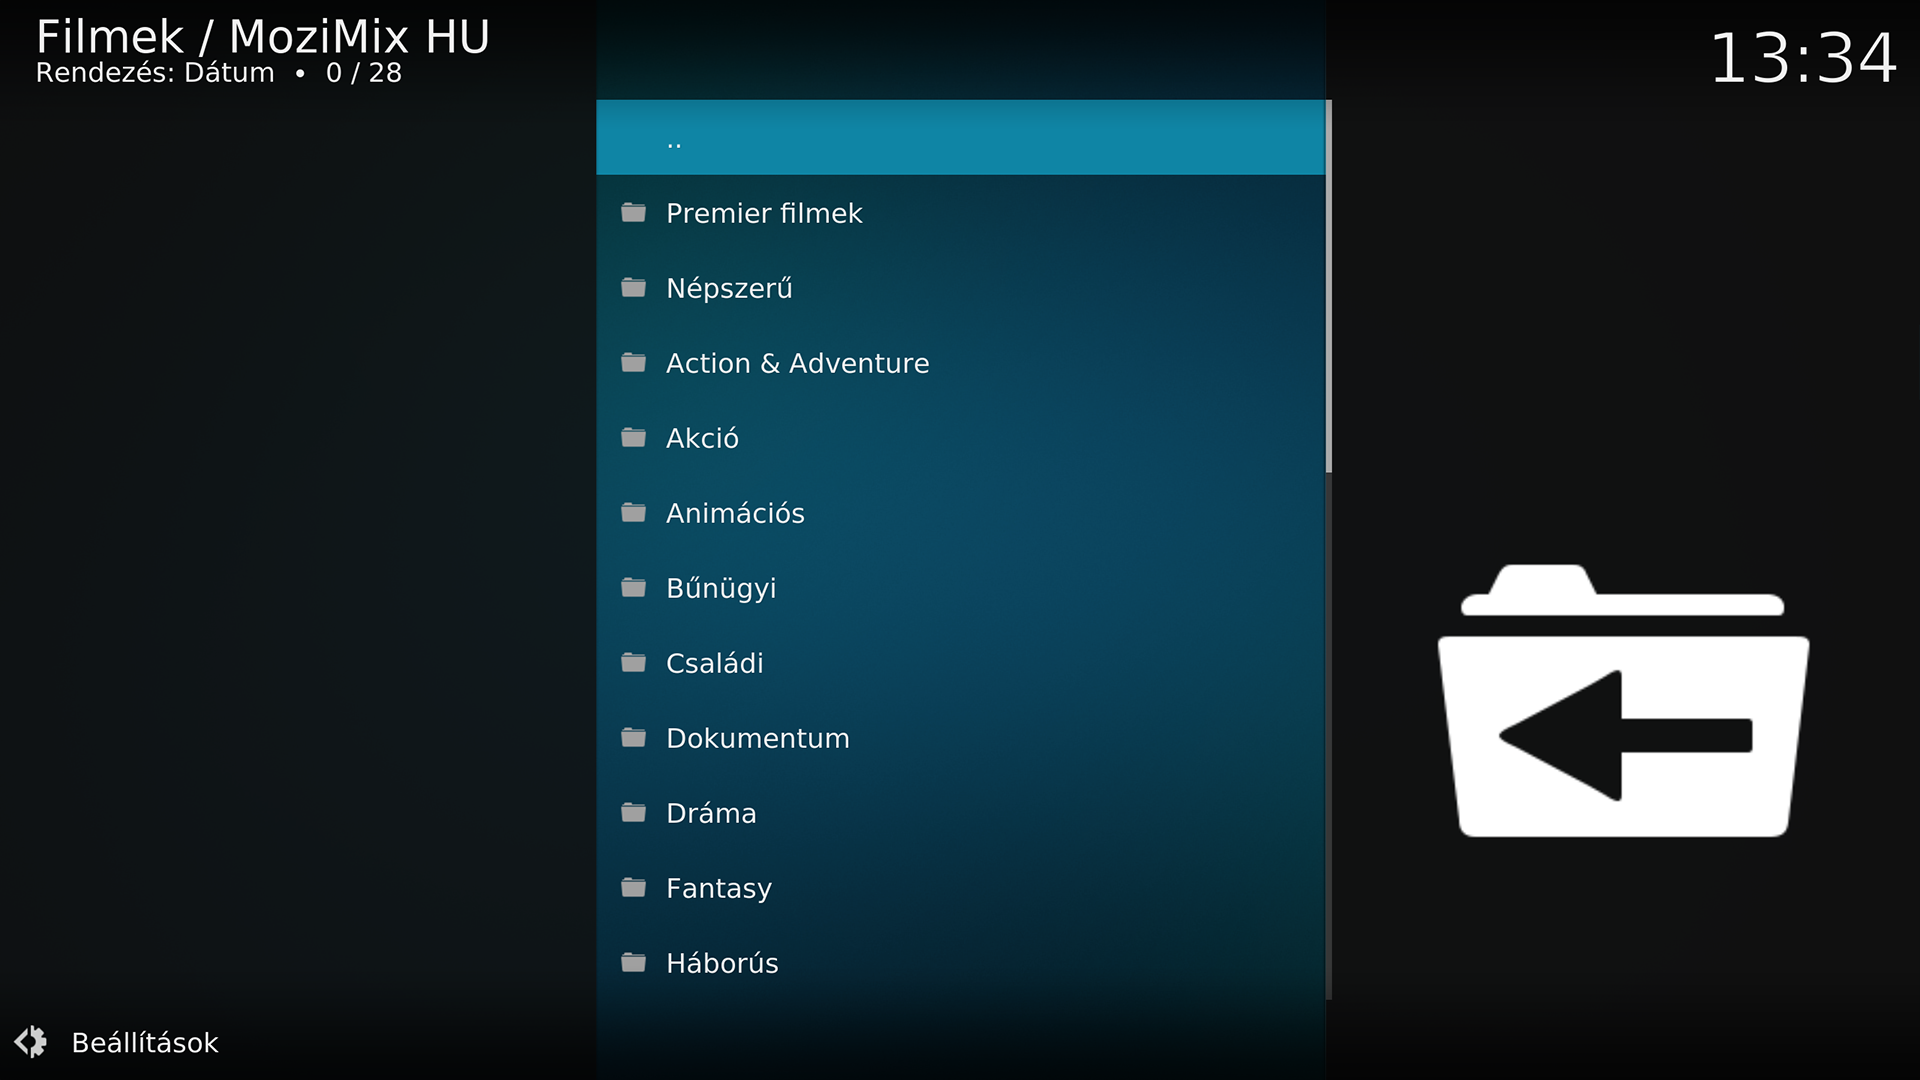 Filmek / MoziMix HU
Rendezés: Dátum • 0 / 28
13:34
..
Premier filmek
Népszerű
Action & Adventure
Akció
Animációs
Bűnügyi
Családi
Dokumentum
Dráma
Fantasy
Háborús
Beállítások